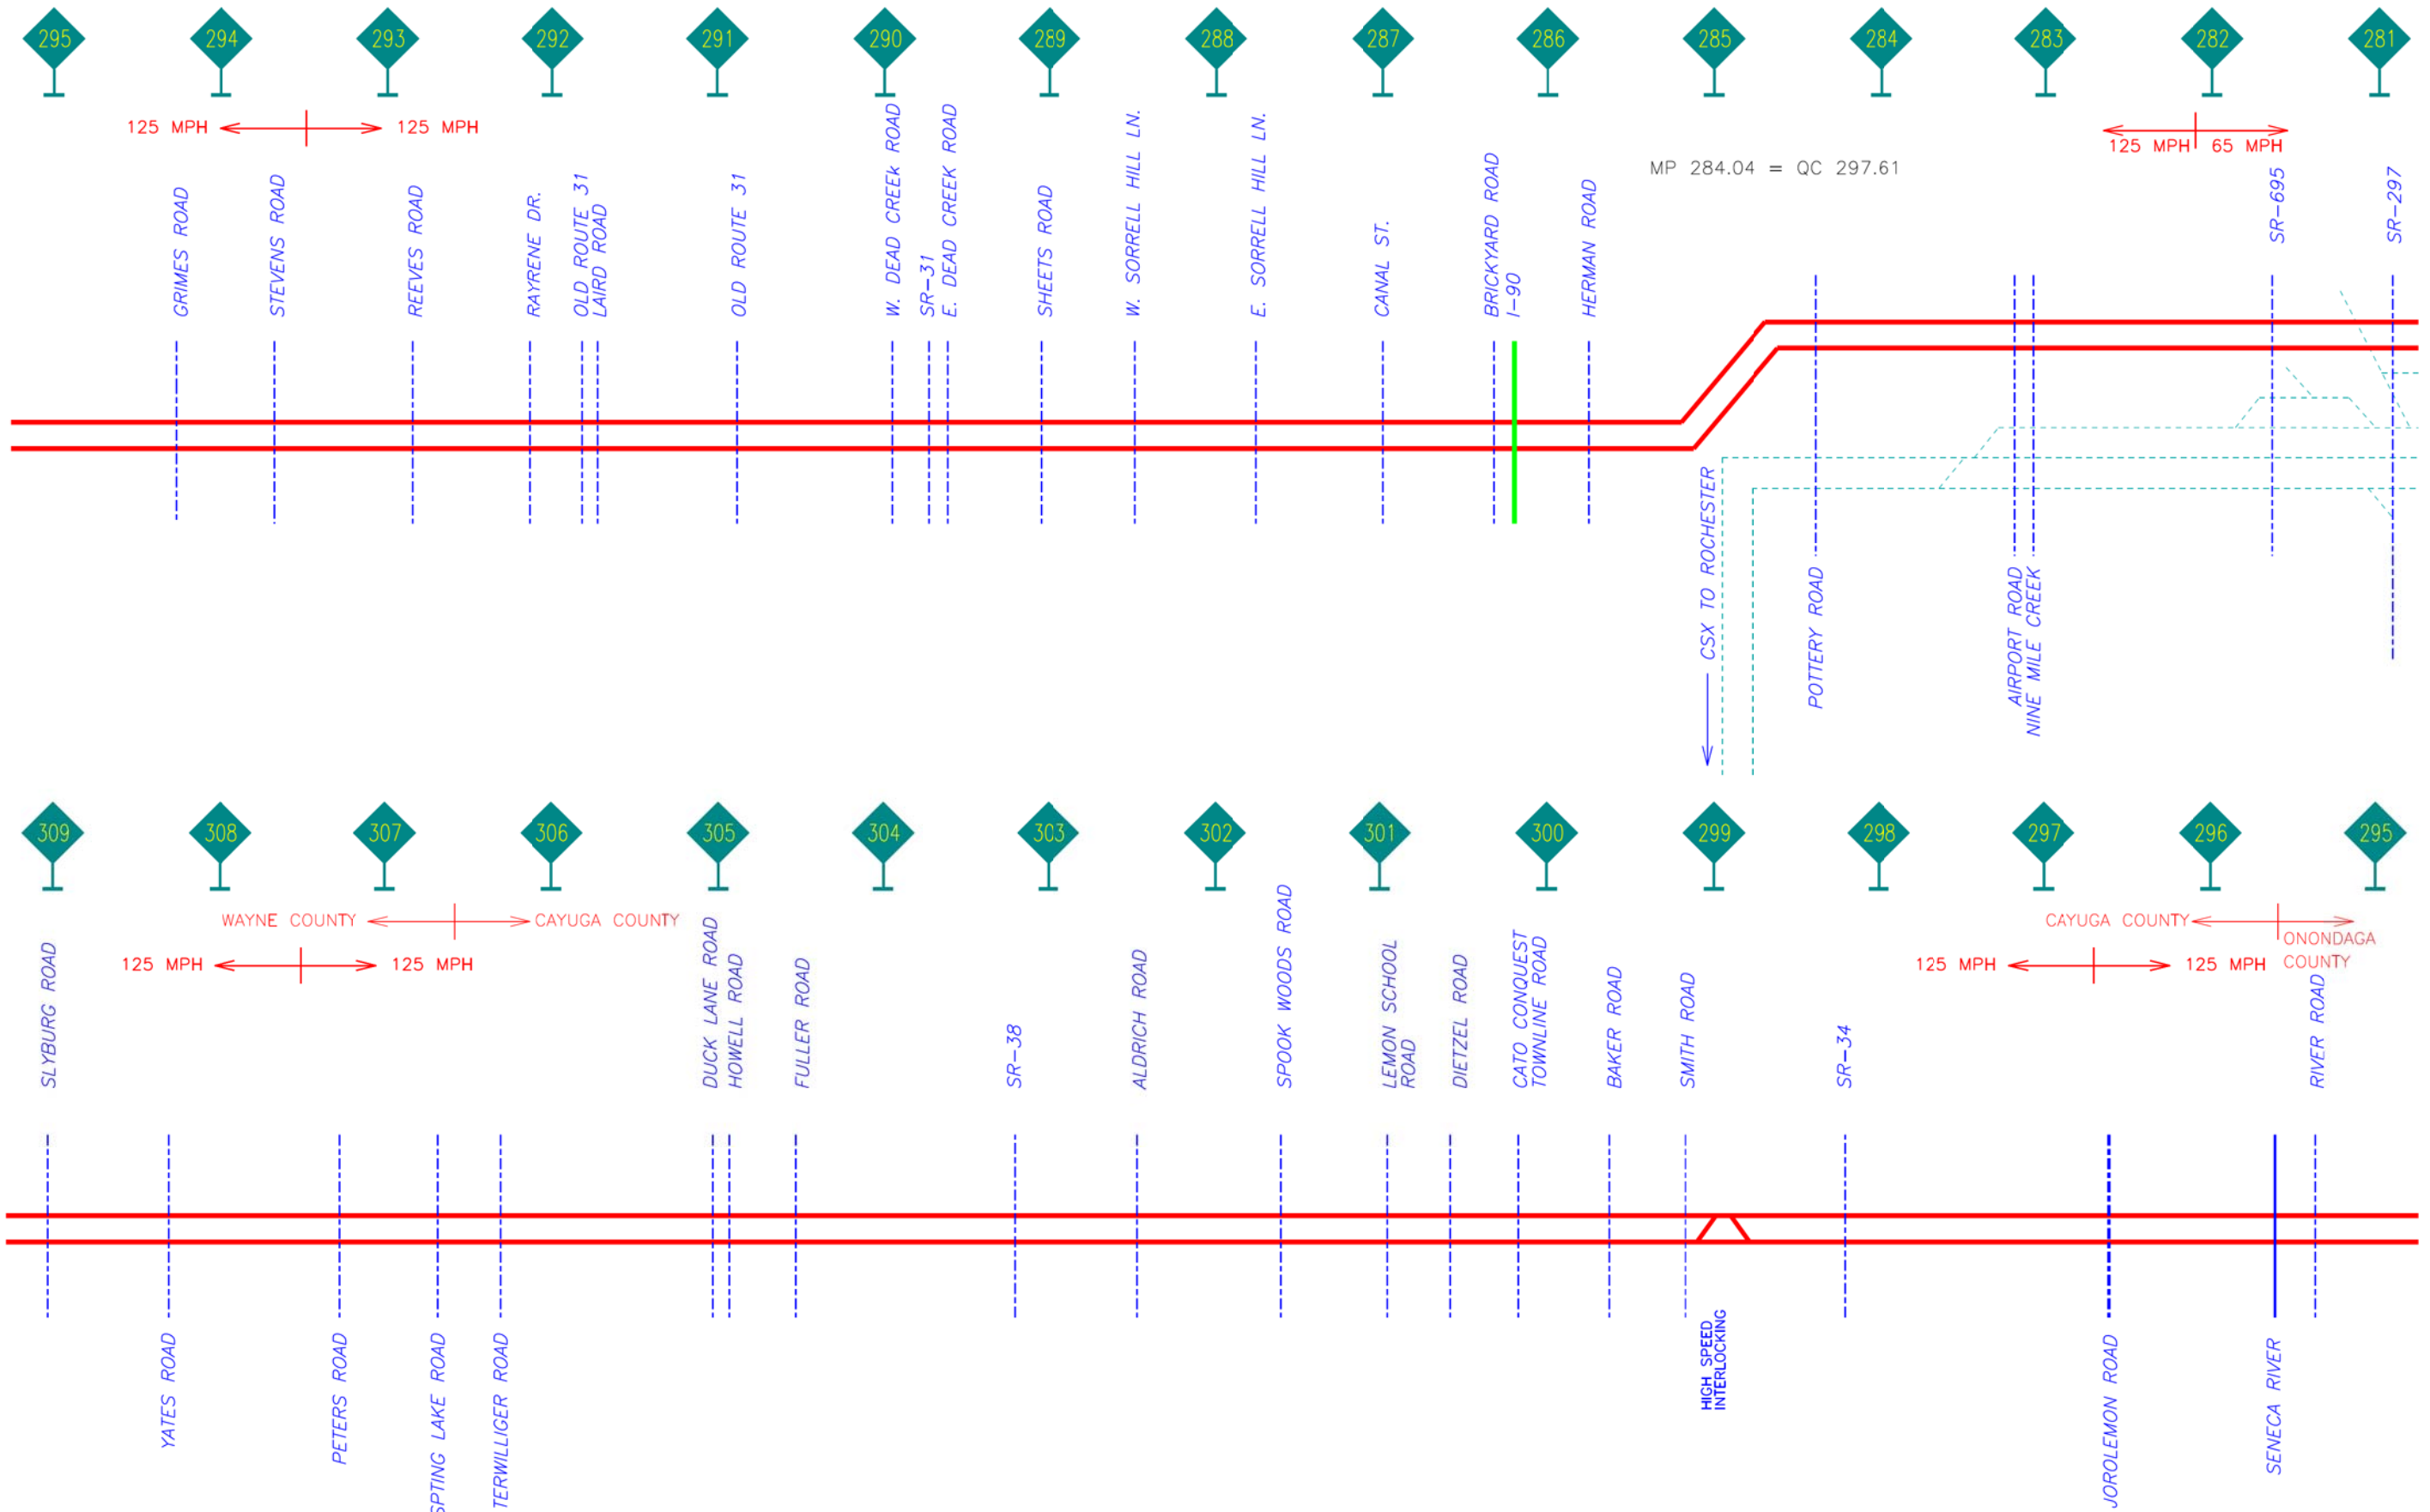 295 294 293 292 291 290 289 288 287 286 285 284 283 282 281
125 MPH 125 MPH
125 MPH 65 MPH
MP 284.04 = QC 297.61
GRIMES ROAD
STEVENS ROAD
REEVES ROAD
RAYRENE DR.
OLD ROUTE 31
LAIRD ROAD
OLD ROUTE 31
W. DEAD CREEk ROAD
SR-31
E. DEAD CREEK ROAD
SHEETS ROAD
W. SORRELL HILL LN.
E. SORRELL HILL LN.
CANAL ST.
BRICKYARD ROAD
I-90
HERMAN ROAD
CSX TO ROCHESTER
POTTERY ROAD
AIRPORT ROAD
NINE MILE CREEK
SR-695
SR-297
309 308 307 306 305 304 303 302 301 300 299 298 297 296 295
WAYNE COUNTY CAYUGA COUNTY
125 MPH 125 MPH
CAYUGA COUNTY
ONONDAGA
COUNTY
125 MPH 125 MPH
SLYBURG ROAD
YATES ROAD
PETERS ROAD
SPTING LAKE ROAD
TERWILLIGER ROAD
DUCK LANE ROAD
HOWELL ROAD
FULLER ROAD
SR-38
ALDRICH ROAD
SPOOK WOODS ROAD
LEMON SCHOOL
ROAD
DIETZEL ROAD
CATO CONQUEST
TOWNLINE ROAD
BAKER ROAD
SMITH ROAD
HIGH SPEED
INTERLOCKING
SR-34
JOROLEMON ROAD
SENECA RIVER
RIVER ROAD